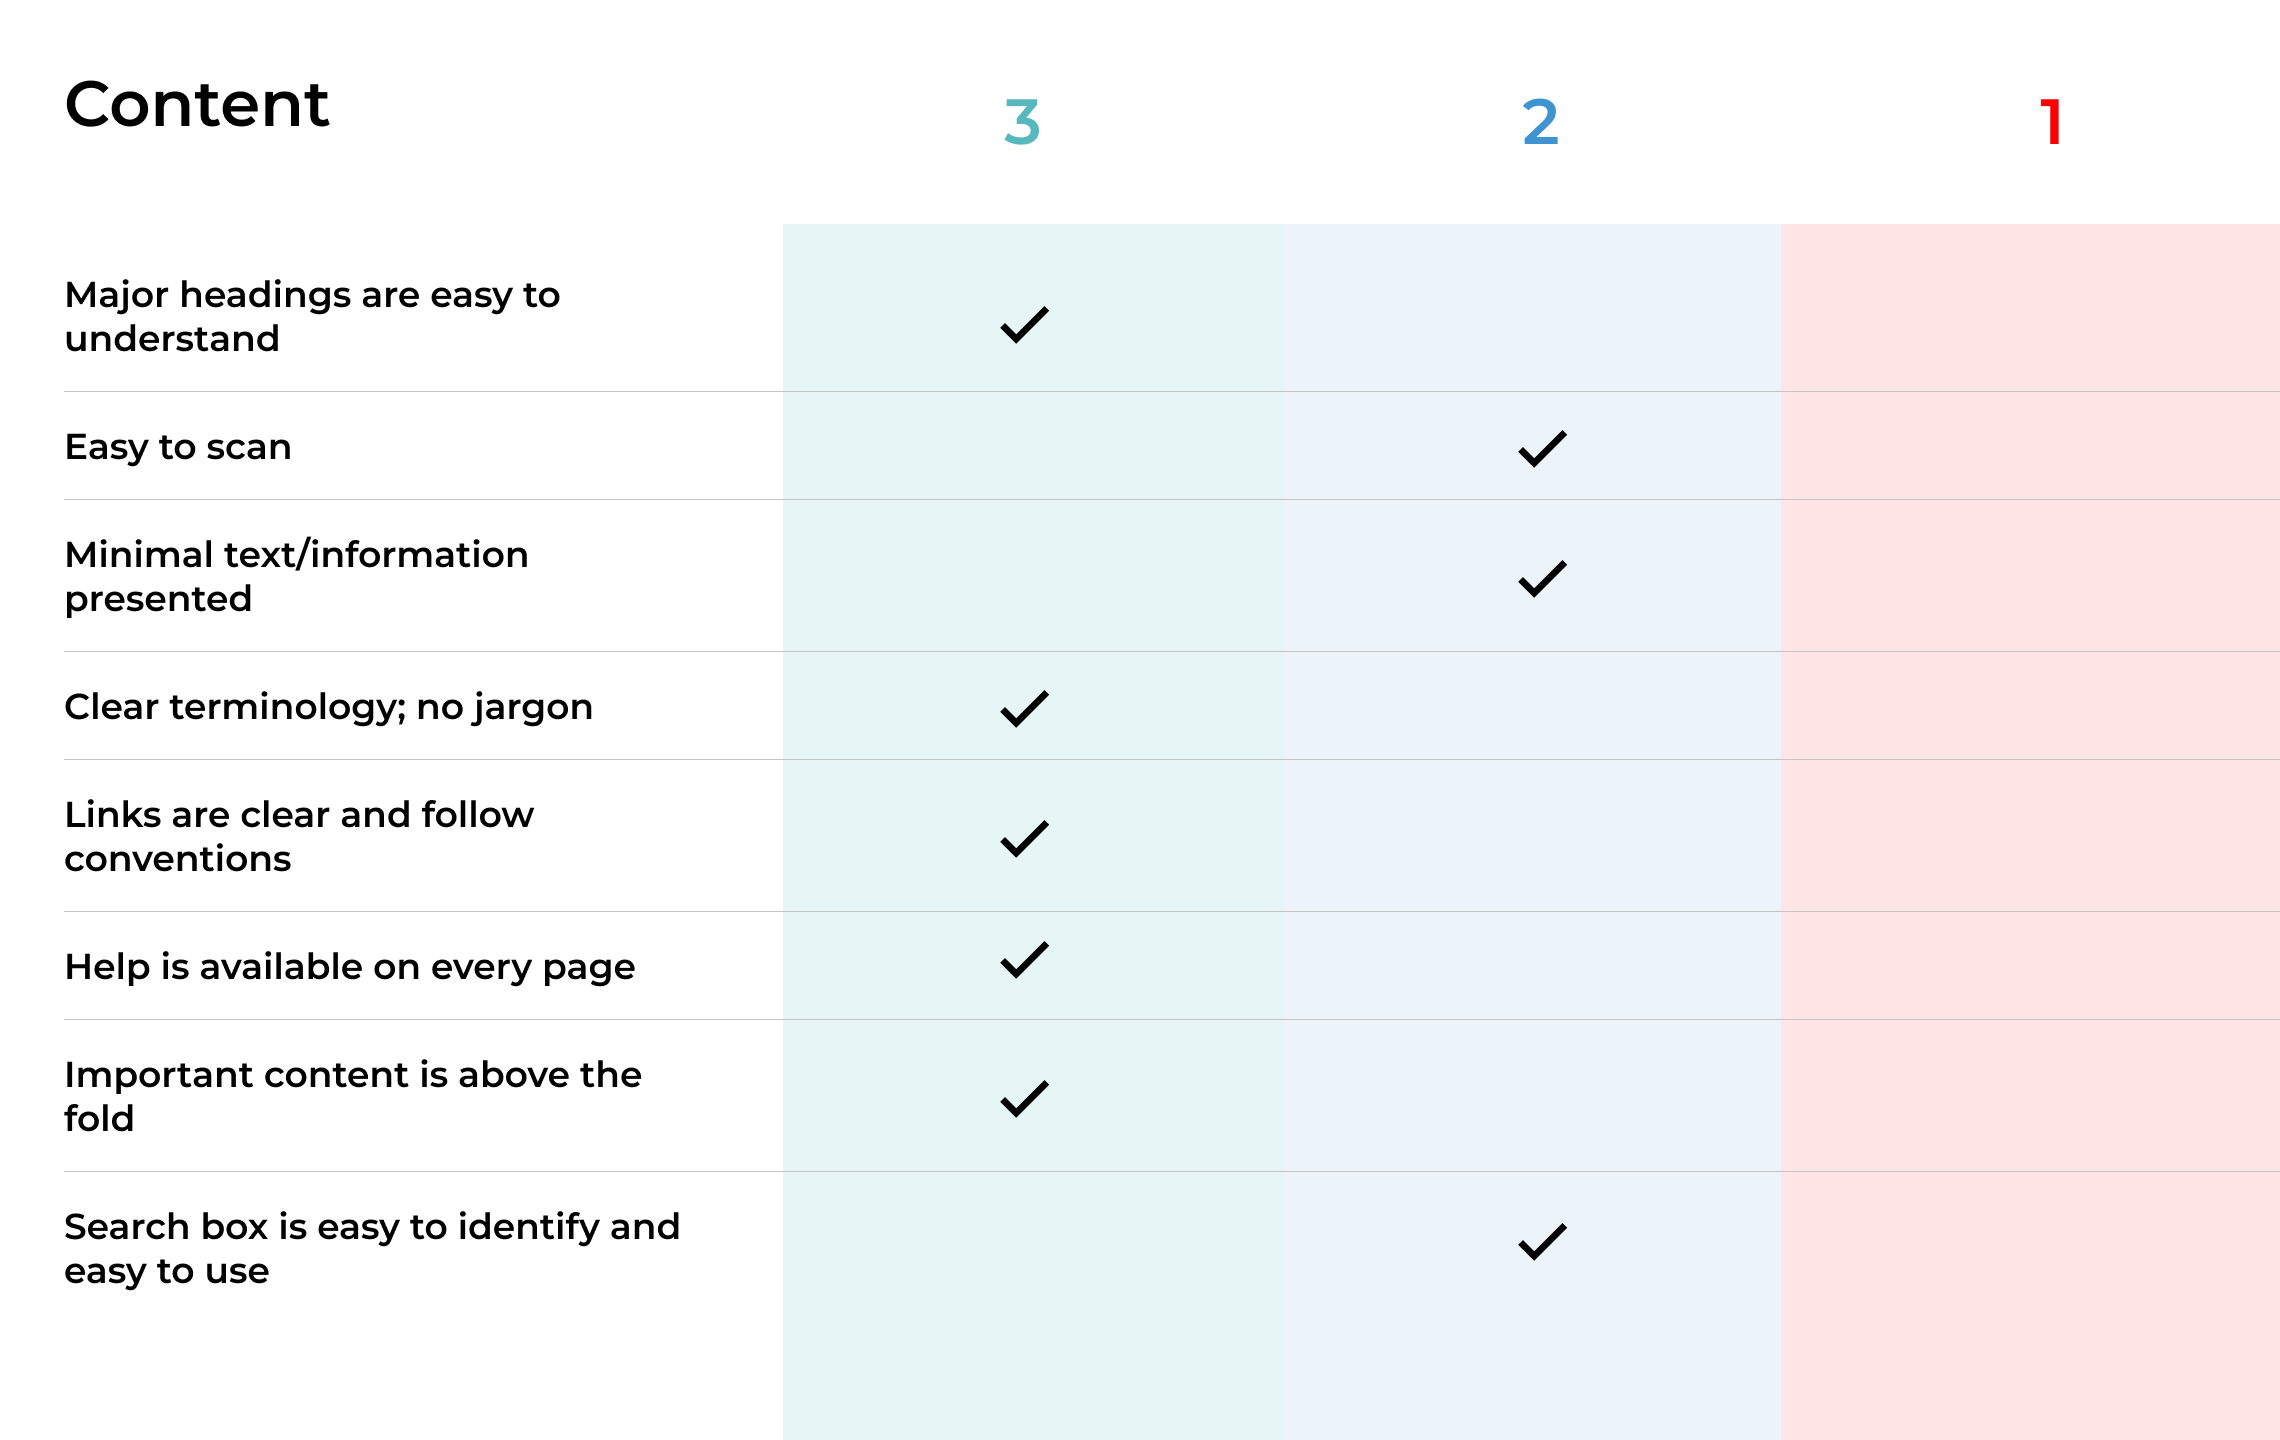 Content
3
2
1
Major headings are easy to
understand
Easy to scan
Minimal text/information
presented
Clear terminology; no jargon
Links are clear and follow
conventions
Help is available on every page
Important content is above the
fold
Search box is easy to identify and
easy to use